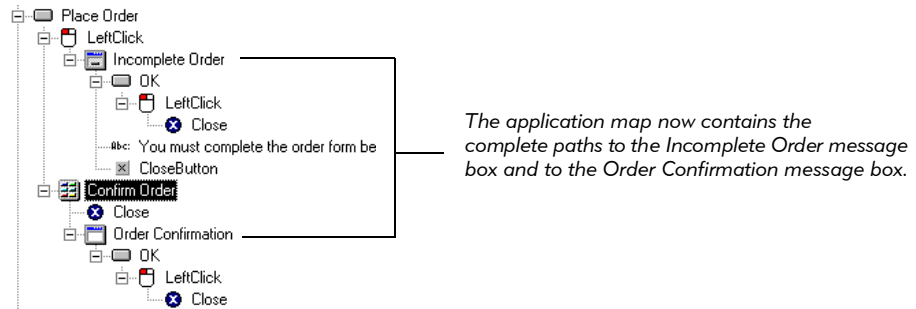 Place Order
LeftClick
Incomplete Order
OK
LeftClick
Close
Abc: You must complete the order form be
CloseButton
Confirm Order
Close
Order Confirmation
OK
LeftClick
Close
The application map now contains the
complete paths to the Incomplete Order message
box and to the Order Confirmation message box.